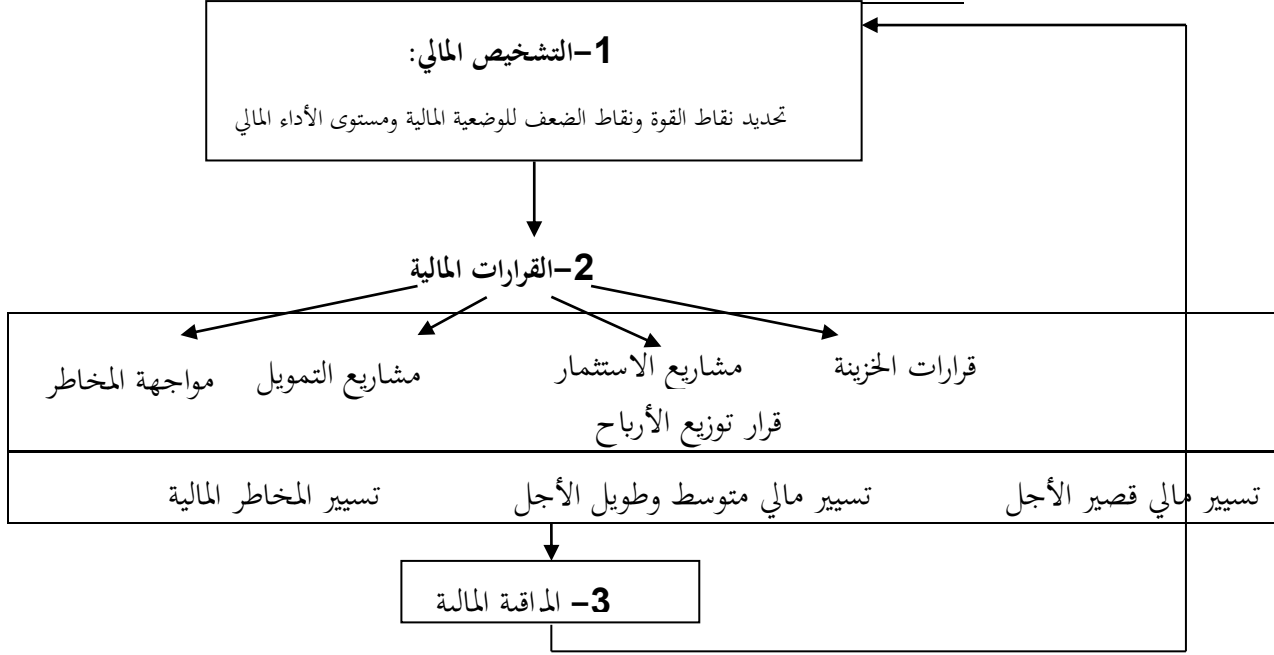 1-التشخيص المالي:
تحديد نقاط القوة ونقاط الضعف للوضعية المالية ومستوى الأداء المالي
2-القرارات المالية
قرارات الخزينة مشاريع الاستثمار مشاريع التمويل مواجهة المخاطر
قرار توزيع الأرباح
تسيير مالي قصير الأجل تسيير مالي متوسط وطويل الأجل تسيير المخاطر المالية
3- المراقبة المالية